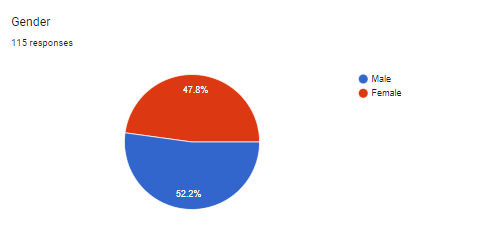 Gender
115 responses
47.8%
52.2%
Male
Female